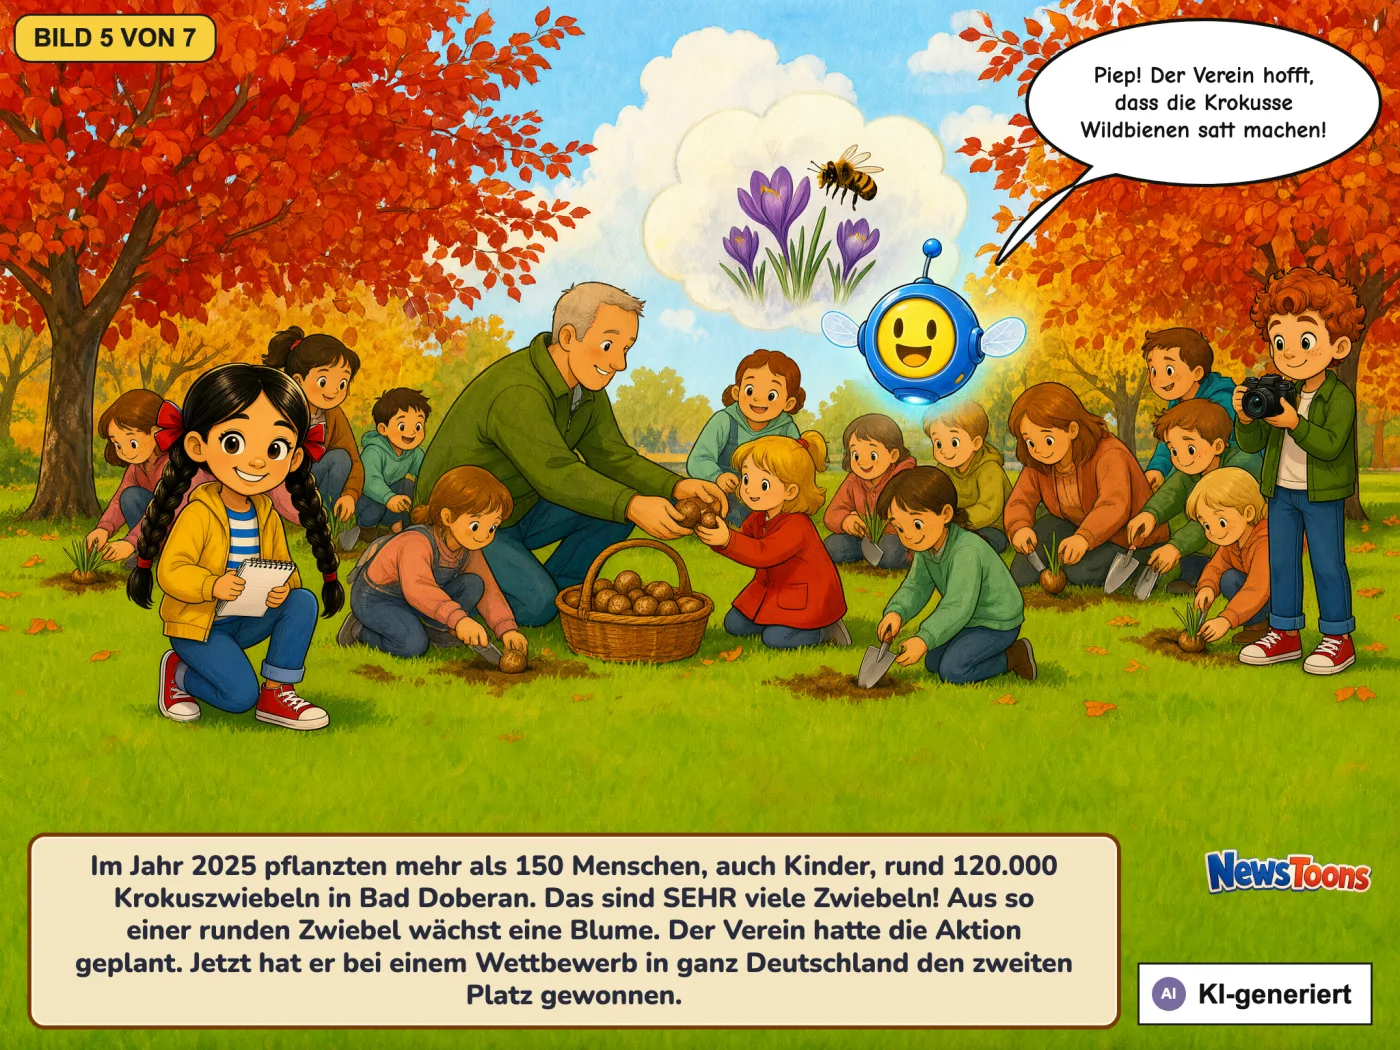 BILD 5 VON 7
Piep! Der Verein hofft,
dass die Krokusse
Wildbienen satt machen!
Im Jahr 2025 pflanzten mehr als 150 Menschen, auch Kinder, rund 120.000
Krokuszwiebeln in Bad Doberan. Das sind SEHR viele Zwiebeln! Aus so
einer runden Zwiebel wächst eine Blume. Der Verein hatte die Aktion
geplant. Jetzt hat er bei einem Wettbewerb in ganz Deutschland den zweiten
Platz gewonnen.
NewsToons
AI KI-generiert